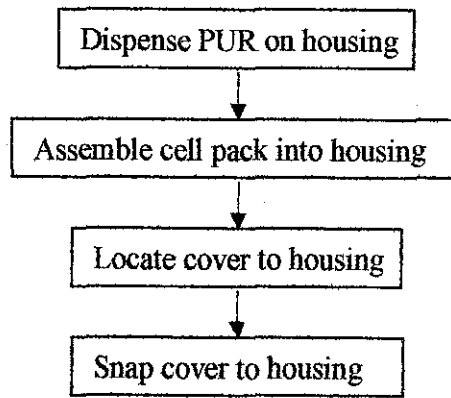 Dispense PUR on housing
Assemble cell pack into housing
Locate cover to housing
Snap cover to housing